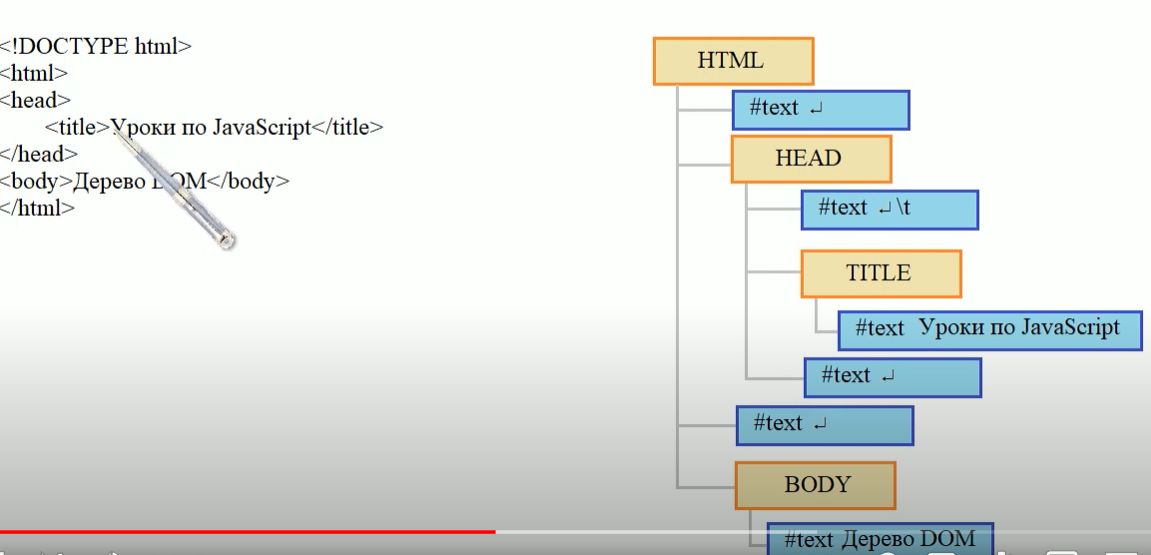 <!DOCTYPE html>
<html>
<head>
<title>Уроки по JavaScript</title>
</head>
<body>Дерево DOM</body>
</html>
HTML
#text ↵
HEAD
#text ↵\t
TITLE
#text Уроки по JavaScript
#text ↵
#text ↵
BODY
#text Дерево DOM